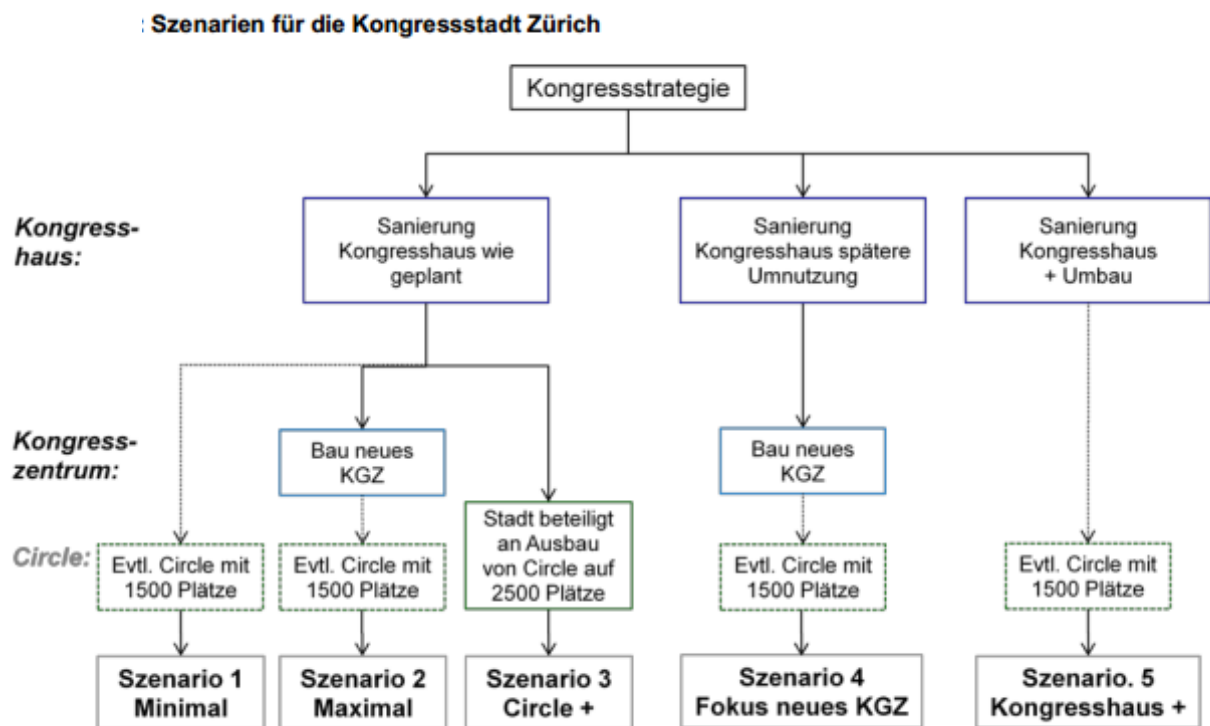 : Szenarien für die Kongressstadt Zürich
Kongressstrategie
Kongress-
haus:
Sanierung
Kongresshaus wie
geplant
Sanierung
Kongresshaus spätere
Umnutzung
Sanierung
Kongresshaus
+ Umbau
Kongress-
zentrum:
Bau neues
KGZ
Bau neues
KGZ
Circle:
Evtl. Circle mit
1500 Plätze
Evtl. Circle mit
1500 Plätze
Stadt beteiligt
an Ausbau
von Circle auf
2500 Plätze
Evtl. Circle mit
1500 Plätze
Evtl. Circle mit
1500 Plätze
Szenario 1
Minimal
Szenario 2
Maximal
Szenario 3
Circle +
Szenario 4
Fokus neues KGZ
Szenario. 5
Kongresshaus +